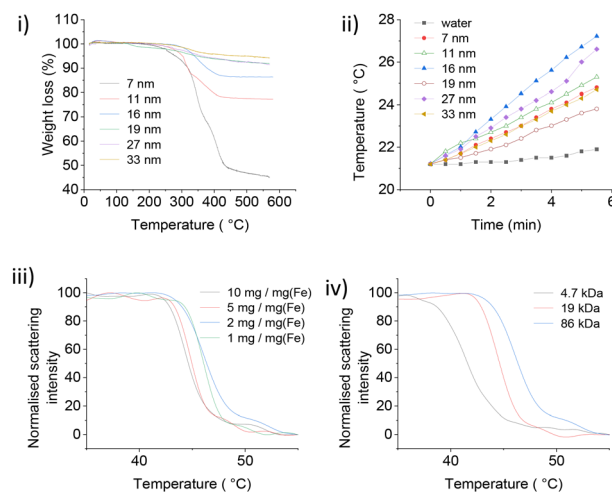 i)
Weight loss (%)
100
90
80
70
60
50
40
7 nm
11 nm
16 nm
19 nm
27 nm
33 nm
0 100 200 300 400 500 600
Temperature ( °C)
ii)
Temperature ( °C)
28
26
24
22
20
water
7 nm
11 nm
16 nm
19 nm
27 nm
33 nm
0 2 4 6
Time (min)
iii)
Normalised scattering
intensity
100
80
60
40
20
0
10 mg / mg(Fe)
5 mg / mg(Fe)
2 mg / mg(Fe)
1 mg / mg(Fe)
40 50
Temperature ( °C)
iv)
Normalised scattering
intensity
100
80
60
40
20
0
4.7 kDa
19 kDa
86 kDa
40 50
Temperature ( °C)